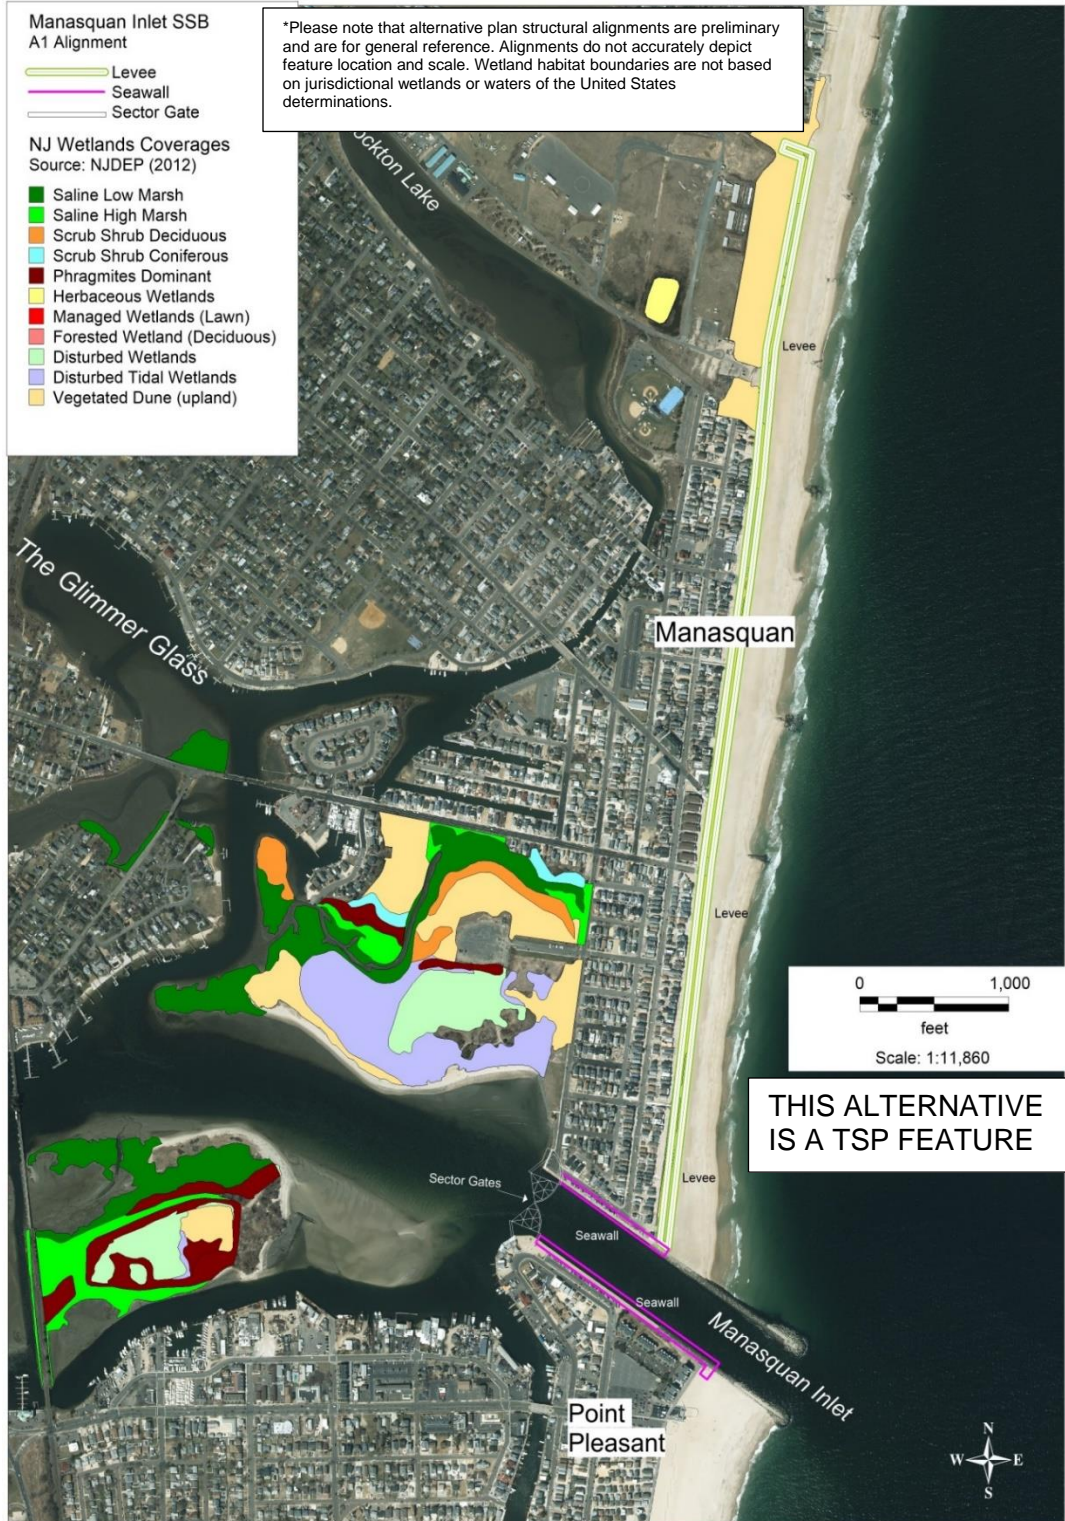 Manasquan Inlet SSB
A1 Alignment
Levee
Seawall
Sector Gate
NJ Wetlands Coverages
Source: NJDEP (2012)
Saline Low Marsh
Saline High Marsh
Scrub Shrub Deciduous
Scrub Shrub Coniferous
Phragmites Dominant
Herbaceous Wetlands
Managed Wetlands (Lawn)
Forested Wetland (Deciduous)
Disturbed Wetlands
Disturbed Tidal Wetlands
Vegetated Dune (upland)
*Please note that alternative plan structural alignments are preliminary
and are for general reference. Alignments do not accurately depict
feature location and scale. Wetland habitat boundaries are not based
on jurisdictional wetlands or waters of the United States
determinations.
ockton Lake
Levee
The Glimmer Glass
Manasquan
Levee
0 1,000
feet
Scale: 1:11,860
THIS ALTERNATIVE
IS A TSP FEATURE
Sector Gates
Levee
Seawall
Seawall
Manasquan Inlet
Point
Pleasant
N
W E
S